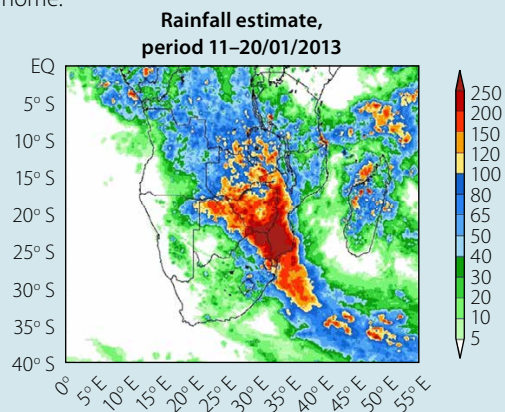 home.
Rainfall estimate,
period 11–20/01/2013
EQ
5° S
10° S
15° S
20° S
25° S
30° S
35° S
40° S
0°
5° E
10° E
15° E
20° E
25° E
30° E
35° E
40° E
45° E
50° E
55° E
250
200
150
120
100
80
65
50
40
30
20
10
5